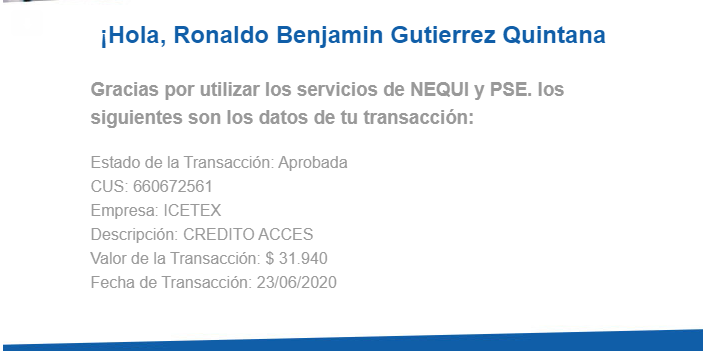 ¡Hola, Ronaldo Benjamin Gutierrez Quintana
Gracias por utilizar los servicios de NEQUI y PSE. los
siguientes son los datos de tu transacción:
Estado de la Transacción: Aprobada
CUS: 660672561
Empresa: ICETEX
Descripción: CREDITO ACCES
Valor de la Transacción: $ 31.940
Fecha de Transacción: 23/06/2020